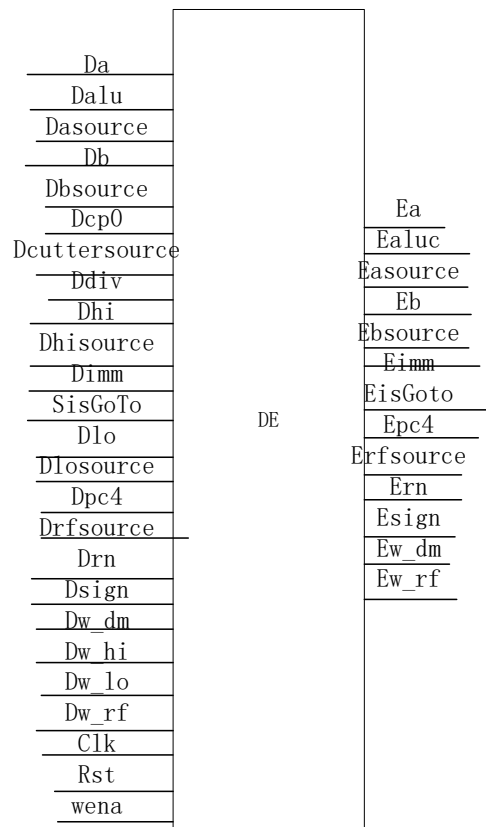 Da
Dalu
Dasource
Db
Dbsource
Dcp0
Dcuttersource
Ddiv
Dhi
Dhisource
Dimm
SisGoTo
Dlo
Dlosource
Dpc4
Drfsource
Drn
Dsign
Dw_dm
Dw_hi
Dw_lo
Dw_rf
Clk
Rst
wena
DE
Ea
Ealuc
Easource
Eb
Ebsource
Eimm
EisGoto
Epc4
Erfsource
Ern
Esign
Ew_dm
Ew_rf